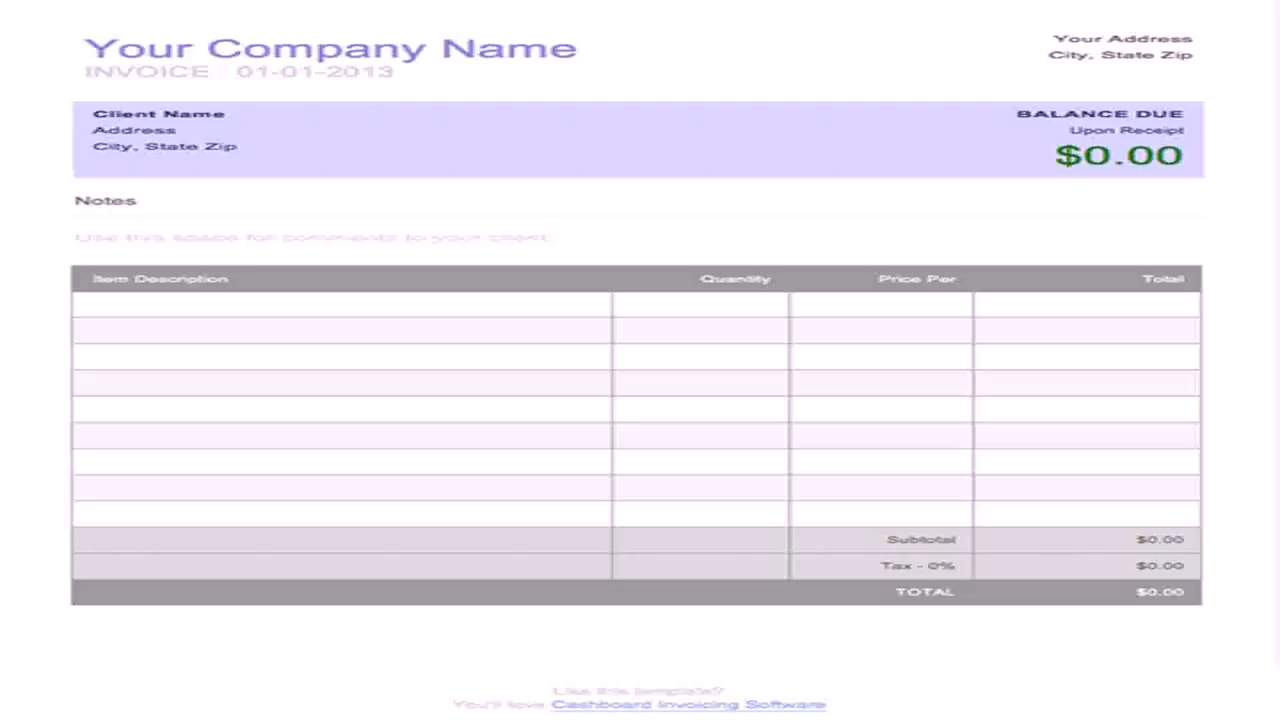 Your Company Name
INVOICE : 01-01-2013
Your Address
City, State Zip
Client Name
Address
City, State Zip
BALANCE DUE
Upon Receipt
$0.00
Notes
Use this space for comments to your client.
Item Description Quantity Price Per Total
Subtotal $0.00
Tax - 0% $0.00
TOTAL $0.00
Like this template?
You'll love Cashboard Invoicing Software